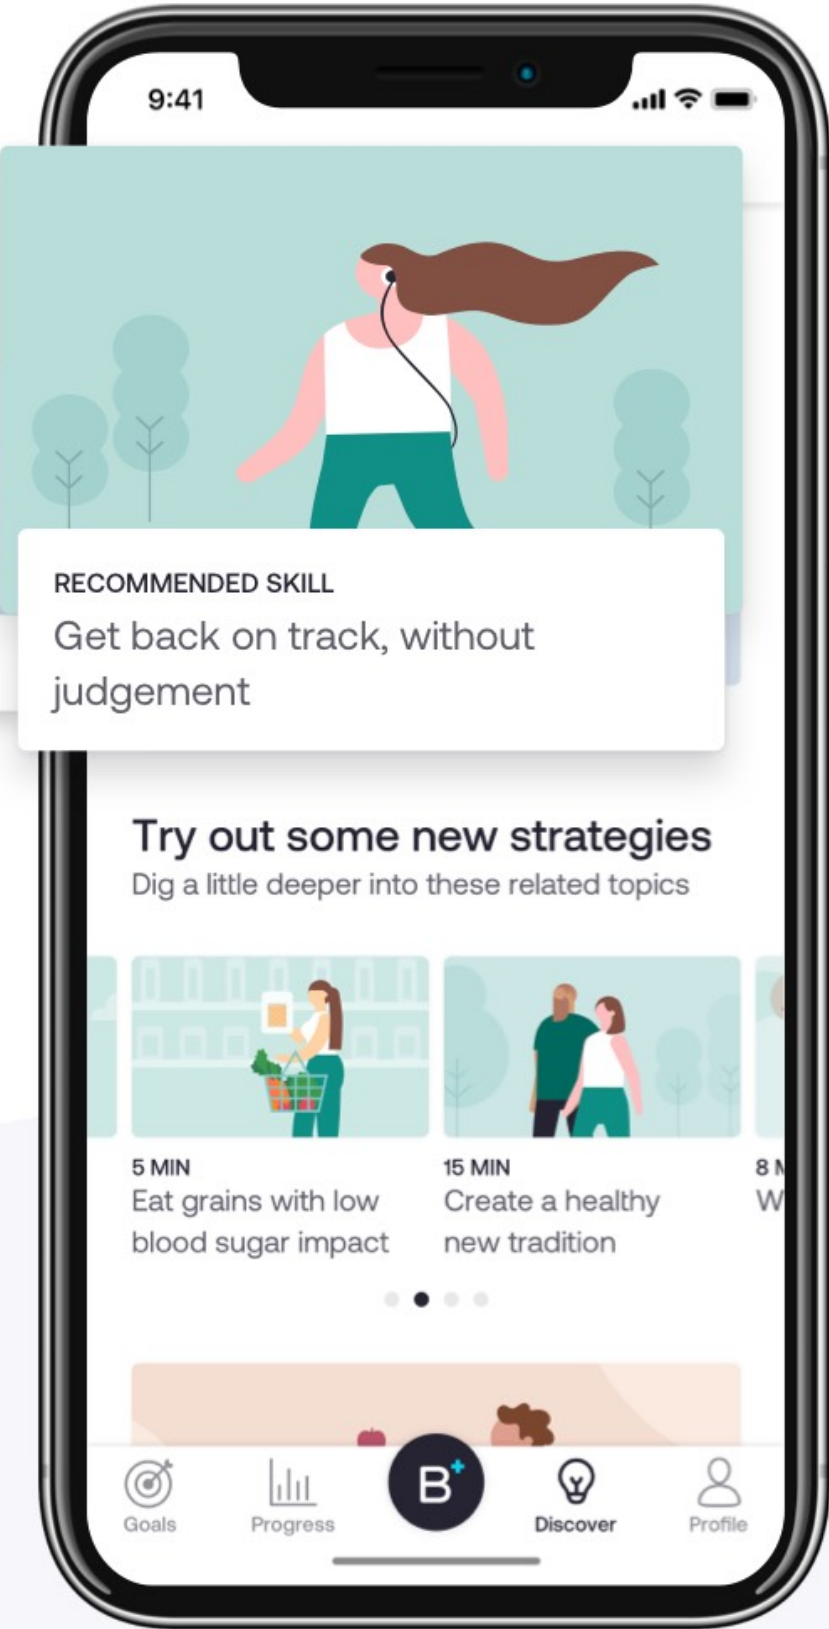 9:41
RECOMMENDED SKILL
Get back on track, without
judgement
Try out some new strategies
Dig a little deeper into these related topics
5 MIN
Eat grains with low
blood sugar impact
15 MIN
Create a healthy
new tradition
8 M
W
B+
Goals
Progress
Discover
Profile